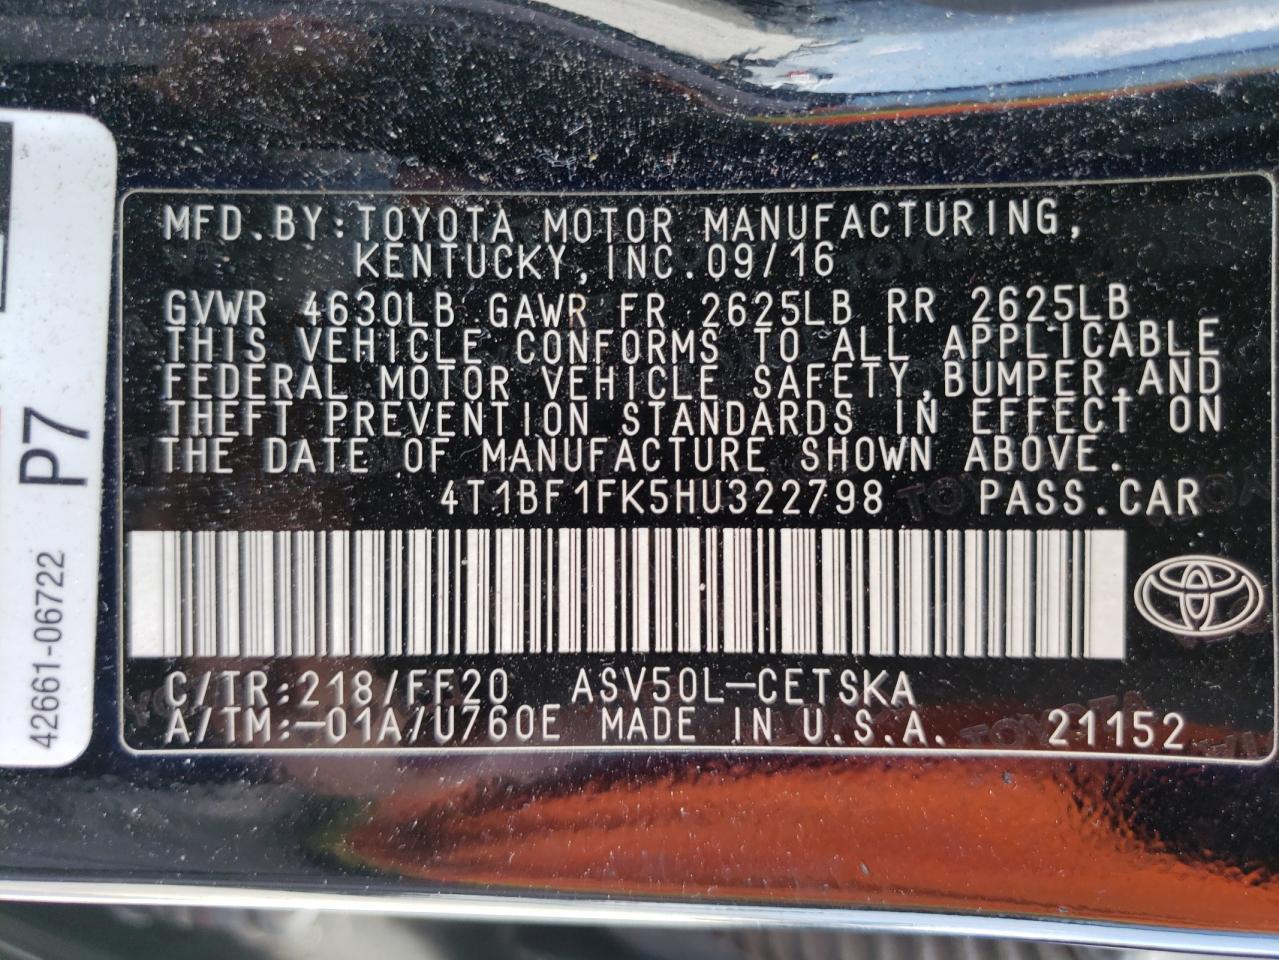 MFD.BY:TOYOTA MOTOR MANUFACTURING,
KENTUCKY, INC. 09/16
GVWR 4630LB GAWR FR 2625LB RR 2625LB
THIS VEHICLE CONFORMS TO ALL APPLICABLE
FEDERAL MOTOR VEHICLE SAFETY,BUMPER,AND
THEFT PREVENTION STANDARDS IN EFFECT ON
THE DATE OF MANUFACTURE SHOWN ABOVE.
4T1BF1FK5HU322798 PASS.CAR
C/TR:218/FF20 ASV50L-CETSKA
A/TM:-01A/U760E MADE IN U.S.A. 21152
P7
42661-06722